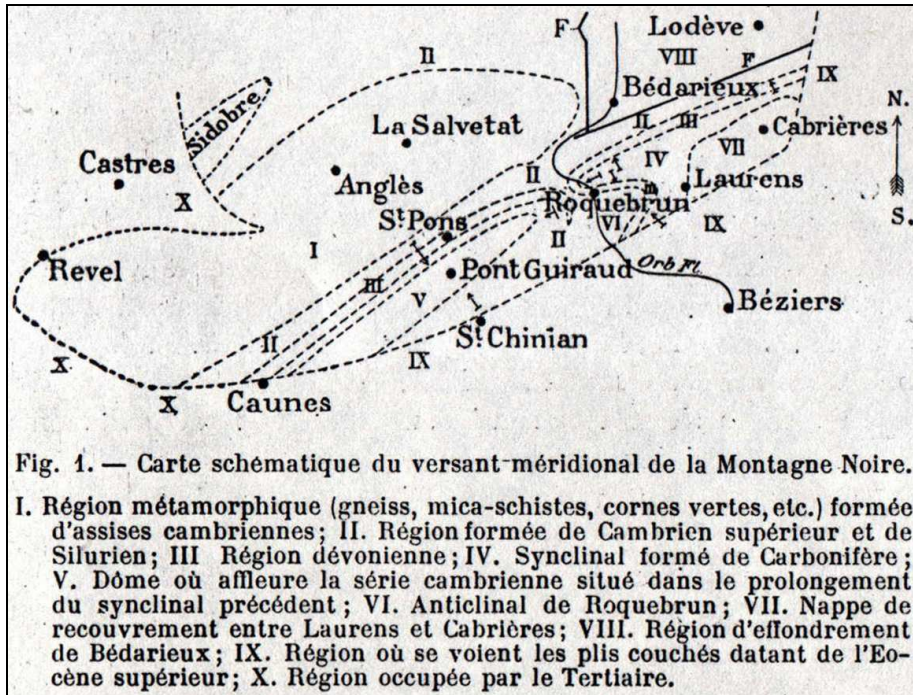 F
Lodève
VIII
F
IX
II
Bédarieux
N.
Sidobre
La Salvetat
II
III
VII
Cabrières
Castres
Anglès
II
IV
Laurens
X
Roquebrun
III
S.
St Pons
VI
IX
I
II
Revel
III
Pont Guiraud
Orb Fl.
V
Béziers
St Chinian
X
II
IX
X
Caunes
Fig. 1. — Carte schématique du versant méridional de la Montagne Noire.
I. Région métamorphique (gneiss, mica-schistes, cornes vertes, etc.) formée
d'assises cambriennes; II. Région formée de Cambrien supérieur et de
Silurien; III Région dévonienne; IV. Synclinal formé de Carbonifère;
V. Dôme où affleure la série cambrienne situé dans le prolongement
du synclinal précédent; VI. Anticlinal de Roquebrun; VII. Nappe de
recouvrement entre Laurens et Cabrières; VIII. Région d'effondrement
de Bédarieux; IX. Région où se voient les plis couchés datant de l'Eo-
cène supérieur; X. Région occupée par le Tertiaire.